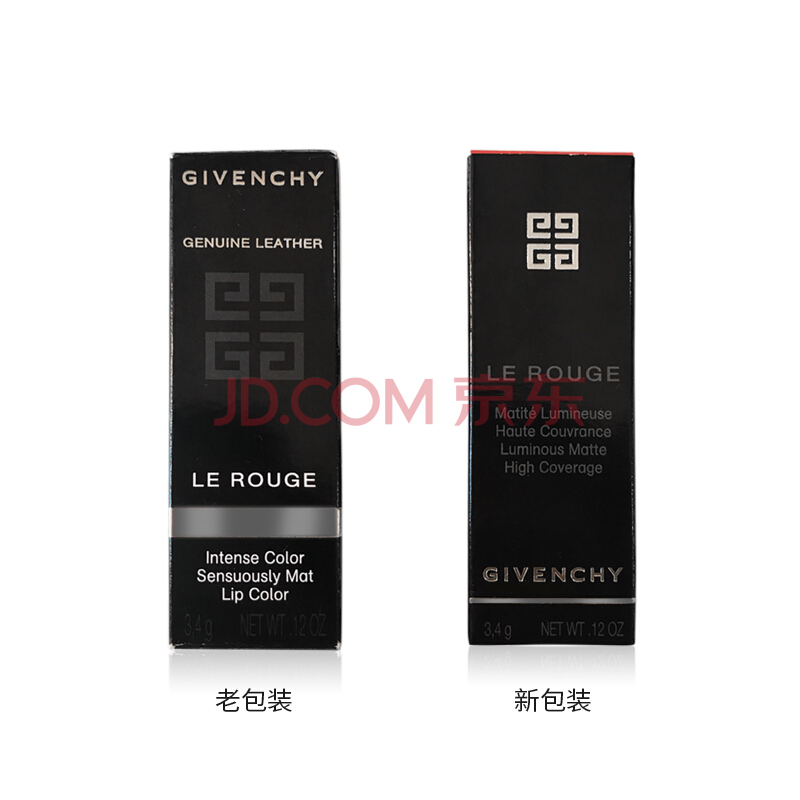 GIVENCHY
GENUINE LEATHER
LE ROUGE
Intense Color
Sensuously Mat
Lip Color
3,4 g NET WT .12 OZ
老包装
LE ROUGE
Matité Lumineuse
Haute Couvrance
Luminous Matte
High Coverage
GIVENCHY
3,4 g NET WT .12 OZ
新包装
JD.COM 京东